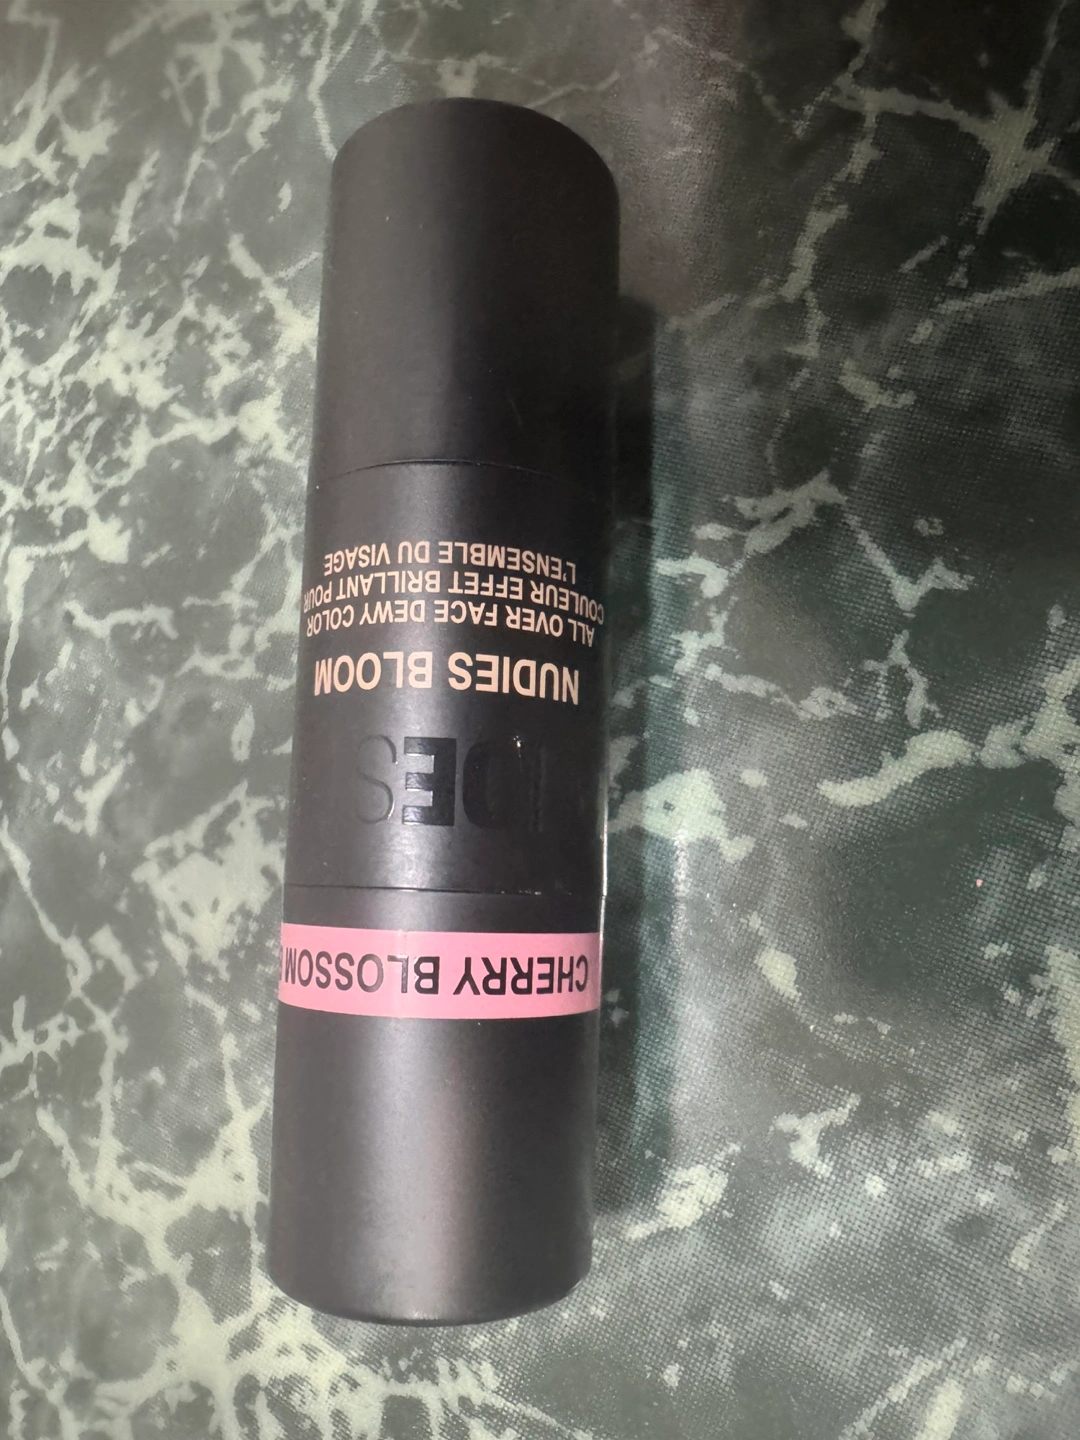 CHERRY BLOSSOM
DES
NUDIES BLOOM
ALL OVER FACE DEWY COLOR
COULEUR EFFET BRILLANT POUR
L'ENSEMBLE DU VISAGE